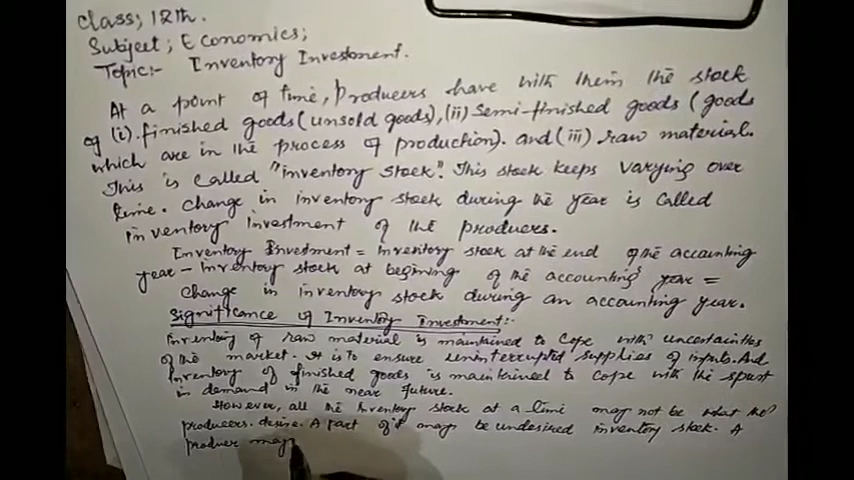 Class; 12th.
Subject; Economics;
Topic:- Inventory Investment.
At a point of time, producers have with them the stock
of (i). finished goods (unsold goods), (ii) Semi-finished goods (goods
which are in the process of production). and (iii) raw material.
This is called "inventory stock". This stock keeps varying over
time. Change in inventory stock during the year is called
inventory investment of the producers.
Inventory Investment = inventory stock at the end of the accounting
year - Inventory stock at begining of the accounting year =
Change in inventory stock during an accounting year.
Significance of Inventory Investment:-
Inventory of raw material is maintained to cope with uncertainties
of the market. It is to ensure uninterrupted supplies of inputs. And
Inventory of finished goods is maintained to cope with the spurt
in demand in the near future.
However, all the inventory stock at a time may not be what the
producers. desire. A part of it may be undesired inventory stock. A
producer may